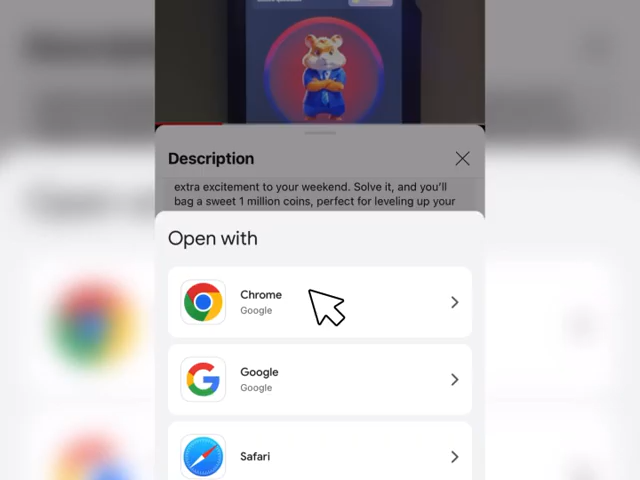 Description
extra excitement to your weekend. Solve it, and you'll
bag a sweet 1 million coins, perfect for leveling up your
Open with
Chrome
Google
Google
Google
Safari